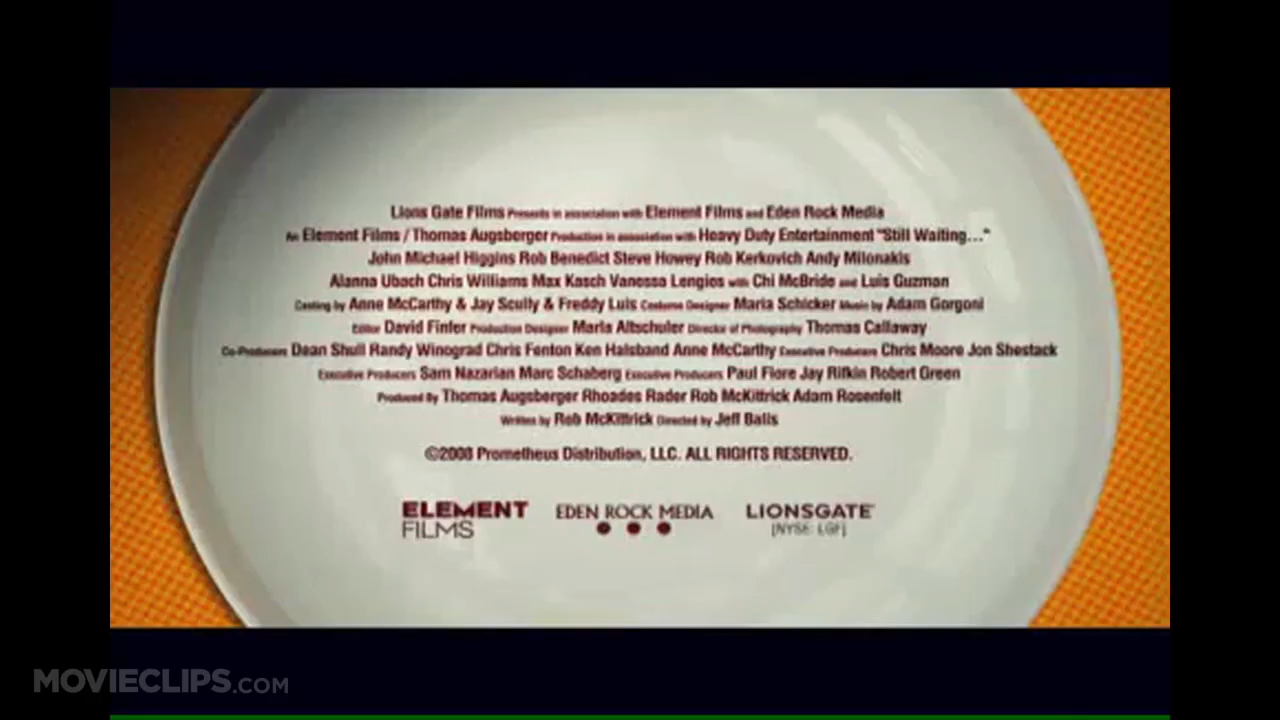 Lions Gate Films Presents in association with Element Films and Eden Rock Media
An Element Films / Thomas Augsberger Production in association with Heavy Duty Entertainment "Still Waiting..."
John Michael Higgins Rob Benedict Steve Howey Rob Kerkovich Andy Milonakis
Alanna Ubach Chris Williams Max Kasch Vanessa Lengies with Chi McBride and Luis Guzman
Casting by Anne McCarthy & Jay Scully & Freddy Luis Costume Designer Maria Schicker Music by Adam Gorgoni
Editor David Finfer Production Designer Marla Altschuler Director of Photography Thomas Callaway
Co-Producers Dean Shull Randy Winograd Chris Fenton Ken Halsband Anne McCarthy Executive Producers Chris Moore Jon Shestack
Executive Producers Sam Nazarian Marc Schaberg Executive Producers Paul Fiore Jay Rifkin Robert Green
Produced By Thomas Augsberger Rhoades Rader Rob McKittrick Adam Rosenfelt
Written by Rob McKittrick Directed by Jeff Balis
©2008 Prometheus Distribution, LLC. ALL RIGHTS RESERVED.
ELEMENT FILMS EDEN ROCK MEDIA LIONSGATE
[NYSE: LGF]
MOVIECLIPS.COM